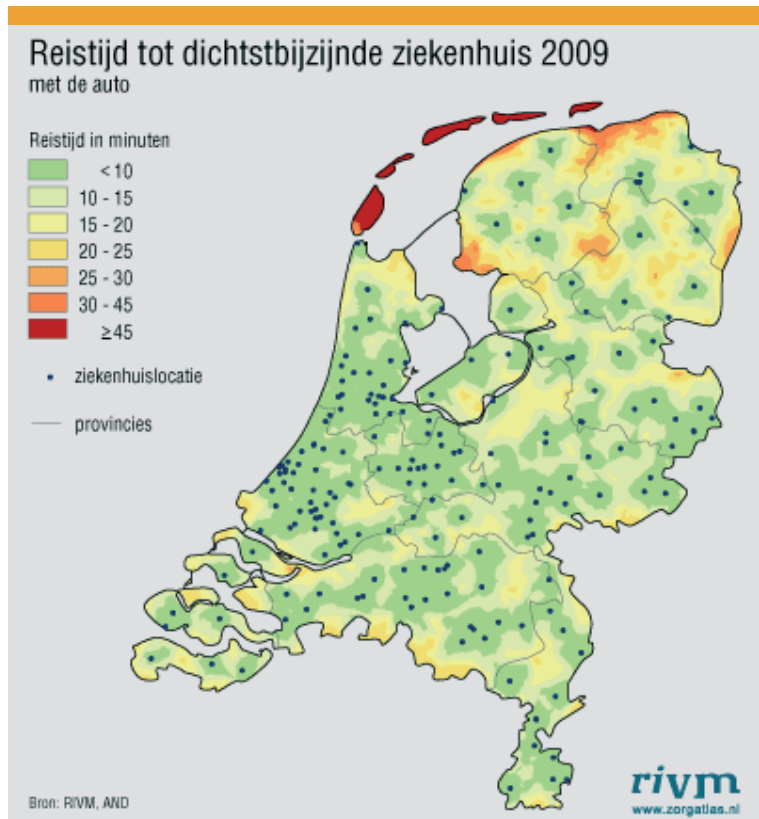 Reistijd tot dichtstbijzijnde ziekenhuis 2009
met de auto
Reistijd in minuten
< 10
10 - 15
15 - 20
20 - 25
25 - 30
30 - 45
≥45
ziekenhuislocatie
provincies
Bron: RIVM, AND
rivm
www.zorgatlas.nl